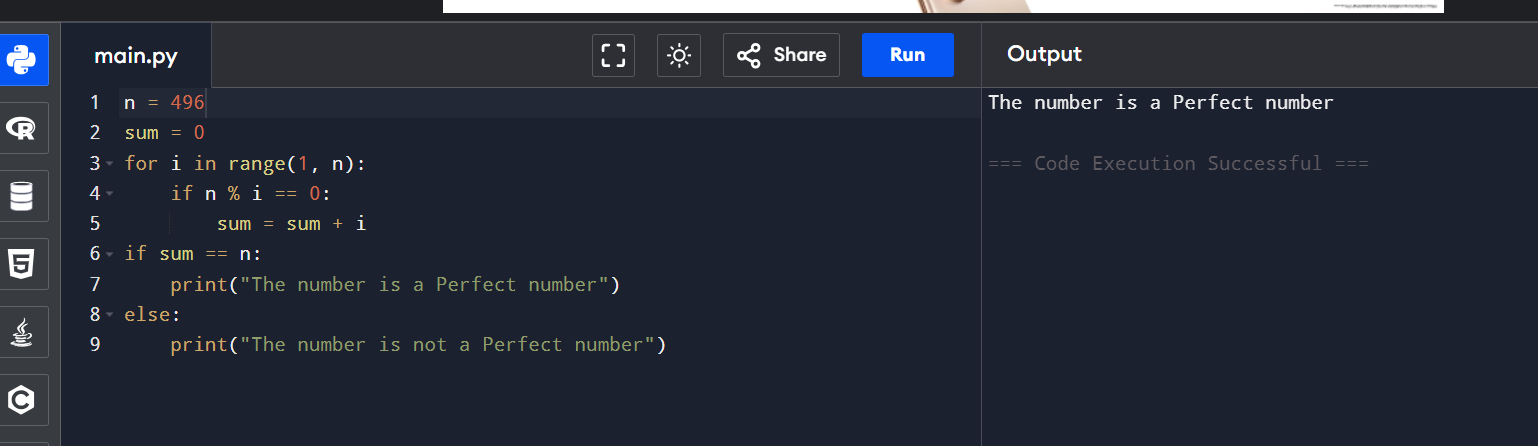 main.py
Share
Run
Output
1 n = 496
2 sum = 0
3 for i in range(1, n):
4     if n % i == 0:
5         sum = sum + i
6 if sum == n:
7     print("The number is a Perfect number")
8 else:
9     print("The number is not a Perfect number")
The number is a Perfect number
=== Code Execution Successful ===